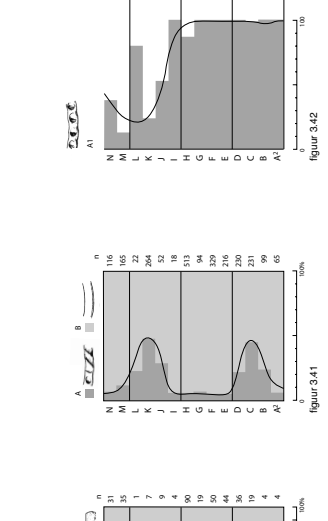 A1
N
M
L
K
J
I
H
G
F
E
D
C
B
A²
0
100
figuur 3.42
A
B
n
N 116
M 165
L 22
K 264
J 52
I 18
H 513
G 94
F 329
E 216
D 230
C 231
B 99
A² 65
0
100%
figuur 3.41
n
31
35
1
7
9
4
90
19
50
44
36
19
4
4
100%